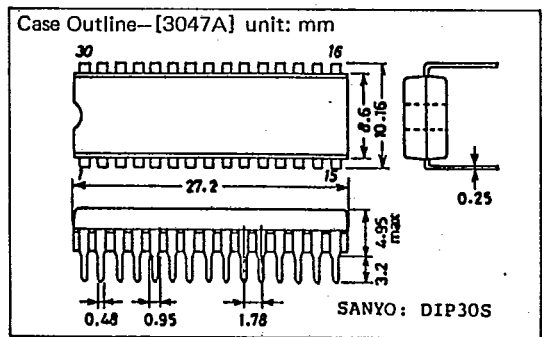 Case Outline—[3047A] unit: mm
30 16
8.6
10.16
1 15
27.2
0.25
4.95
max
3.2
0.48 0.95 1.78
SANYO: DIP30S